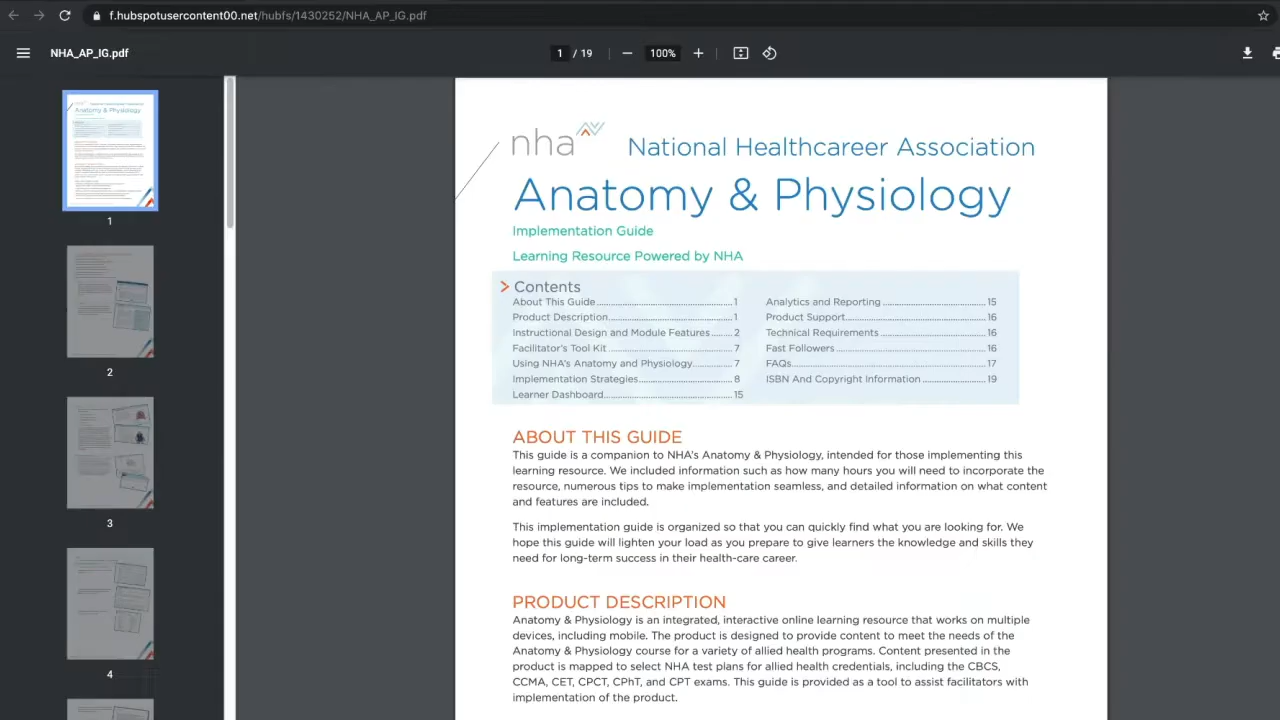 f.hubspotusercontent00.net/hubfs/1430252/NHA_AP_IG.pdf
NHA_AP_IG.pdf
1 / 19
100%
1
2
3
4
nha
National Healthcareer Association
Anatomy & Physiology
Implementation Guide
Learning Resource Powered by NHA
Contents
About This Guide 1
Product Description 1
Instructional Design and Module Features 2
Facilitator's Tool Kit 7
Using NHA's Anatomy and Physiology 7
Implementation Strategies 8
Learner Dashboard 15
Analytics and Reporting 15
Product Support 16
Technical Requirements 16
Fast Followers 16
FAQs 17
ISBN And Copyright Information 19
ABOUT THIS GUIDE
This guide is a companion to NHA's Anatomy & Physiology, intended for those implementing this
learning resource. We included information such as how many hours you will need to incorporate the
resource, numerous tips to make implementation seamless, and detailed information on what content
and features are included.
This implementation guide is organized so that you can quickly find what you are looking for. We
hope this guide will lighten your load as you prepare to give learners the knowledge and skills they
need for long-term success in their health-care career.
PRODUCT DESCRIPTION
Anatomy & Physiology is an integrated, interactive online learning resource that works on multiple
devices, including mobile. The product is designed to provide content to meet the needs of the
Anatomy & Physiology course for a variety of allied health programs. Content presented in the
product is mapped to select NHA test plans for allied health credentials, including the CBCS,
CCMA, CET, CPCT, CPhT, and CPT exams. This guide is provided as a tool to assist facilitators with
implementation of the product.